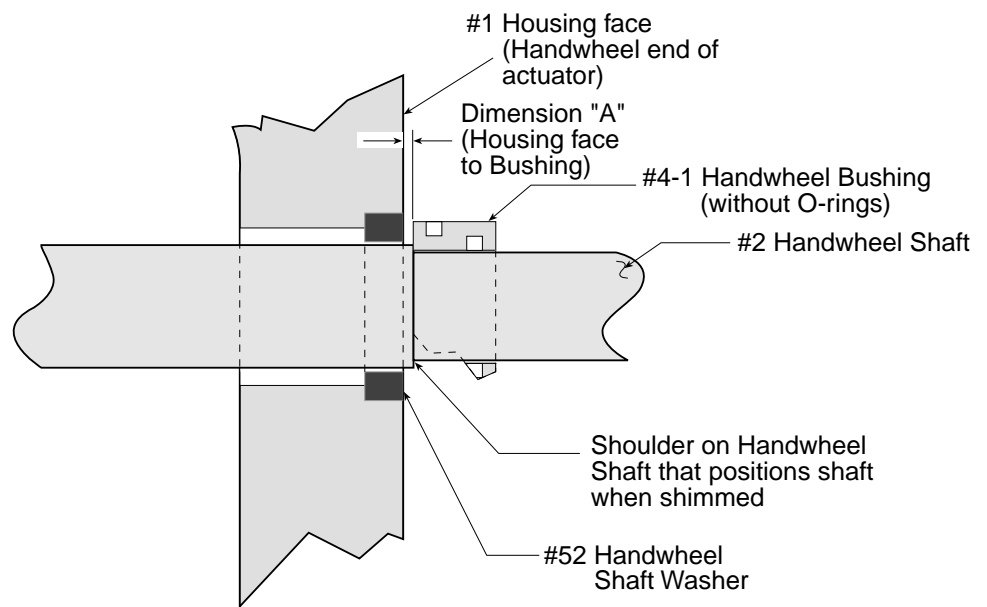 #1 Housing face
(Handwheel end of
actuator)
Dimension "A"
(Housing face
to Bushing)
#4-1 Handwheel Bushing
(without O-rings)
#2 Handwheel Shaft
Shoulder on Handwheel
Shaft that positions shaft
when shimmed
#52 Handwheel
Shaft Washer